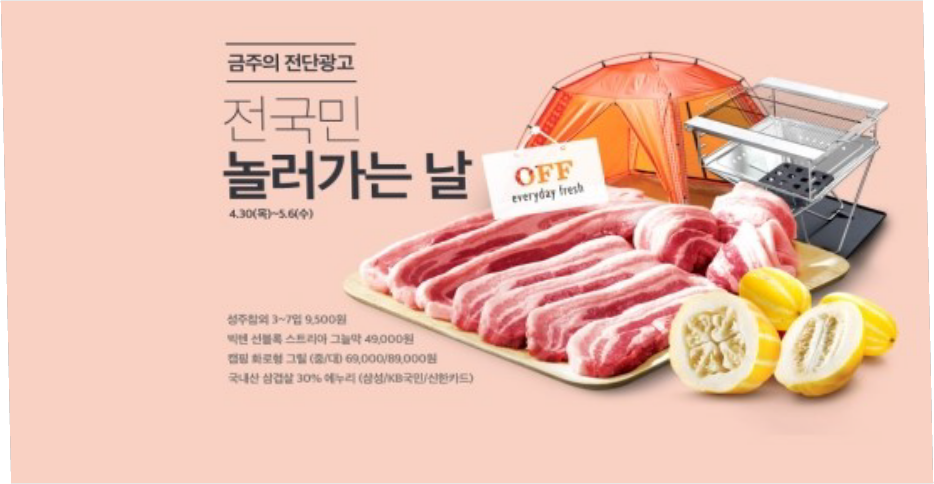 금주의 전단광고
전국민
놀러가는 날
4.30(목)~5.6(수)
OFF
everyday fresh
성주참외 3~7입 9,500원
빅텐 선블록 스트리아 그늘막 49,000원
캠핑 화로형 그릴 (중/대) 69,000/89,000원
국내산 삼겹살 30% 에누리 (삼성/KB국민/신한카드)